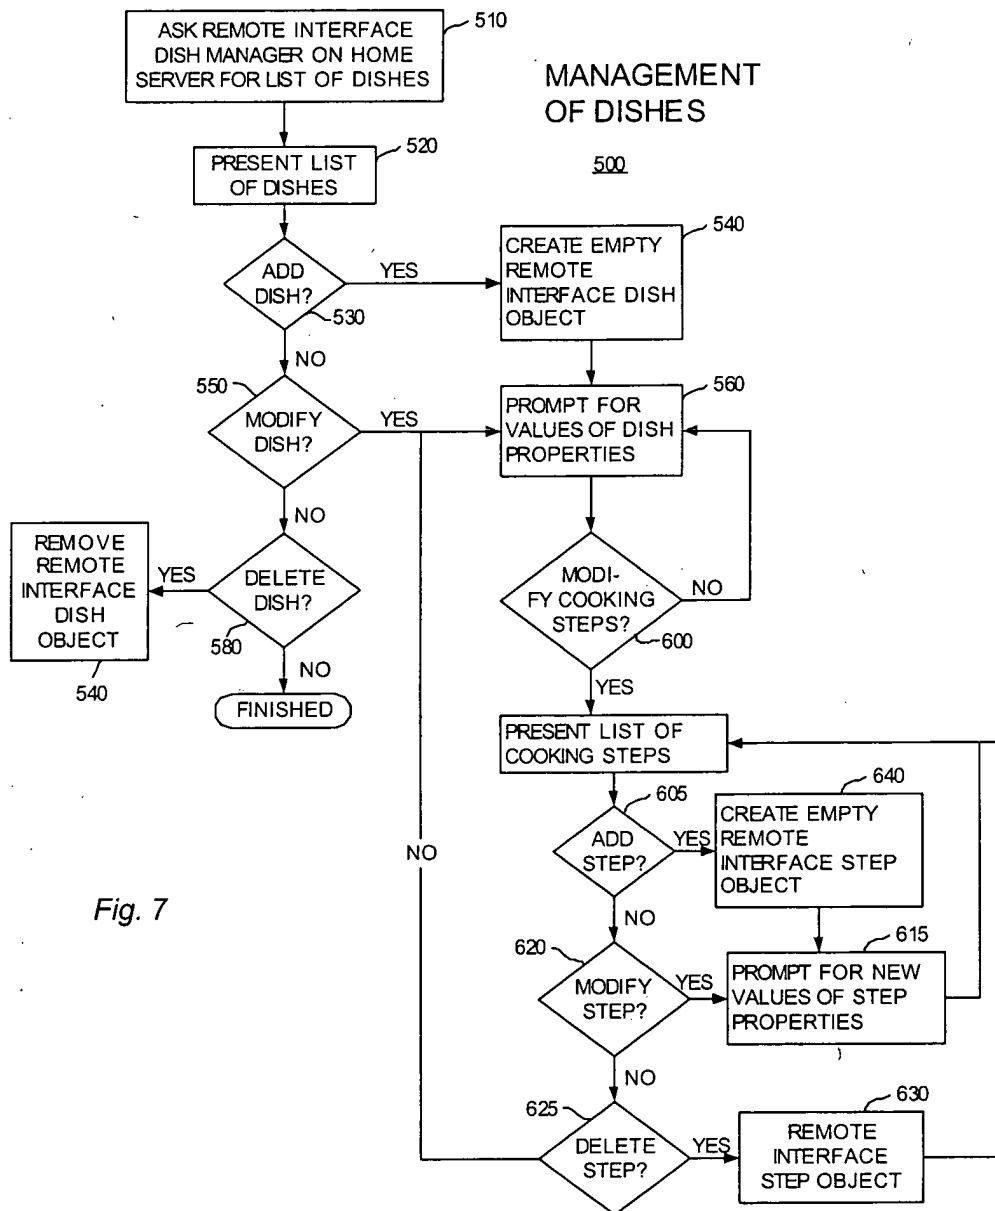 ASK REMOTE INTERFACE
DISH MANAGER ON HOME
SERVER FOR LIST OF DISHES
510
MANAGEMENT
OF DISHES
500
PRESENT LIST
OF DISHES
520
ADD
DISH?
530
YES
NO
CREATE EMPTY
REMOTE
INTERFACE DISH
OBJECT
540
550
MODIFY
DISH?
YES
NO
PROMPT FOR
VALUES OF DISH
PROPERTIES
560
REMOVE
REMOTE
INTERFACE
DISH
OBJECT
540
YES
DELETE
DISH?
580
NO
FINISHED
MODI-
FY COOKING
STEPS?
600
NO
YES
PRESENT LIST OF
COOKING STEPS
605
ADD
STEP?
YES
NO
640
CREATE EMPTY
REMOTE
INTERFACE STEP
OBJECT
NO
Fig. 7
620
MODIFY
STEP?
YES
NO
615
PROMPT FOR NEW
VALUES OF STEP
PROPERTIES
625
DELETE
STEP?
YES
630
REMOTE
INTERFACE
STEP OBJECT